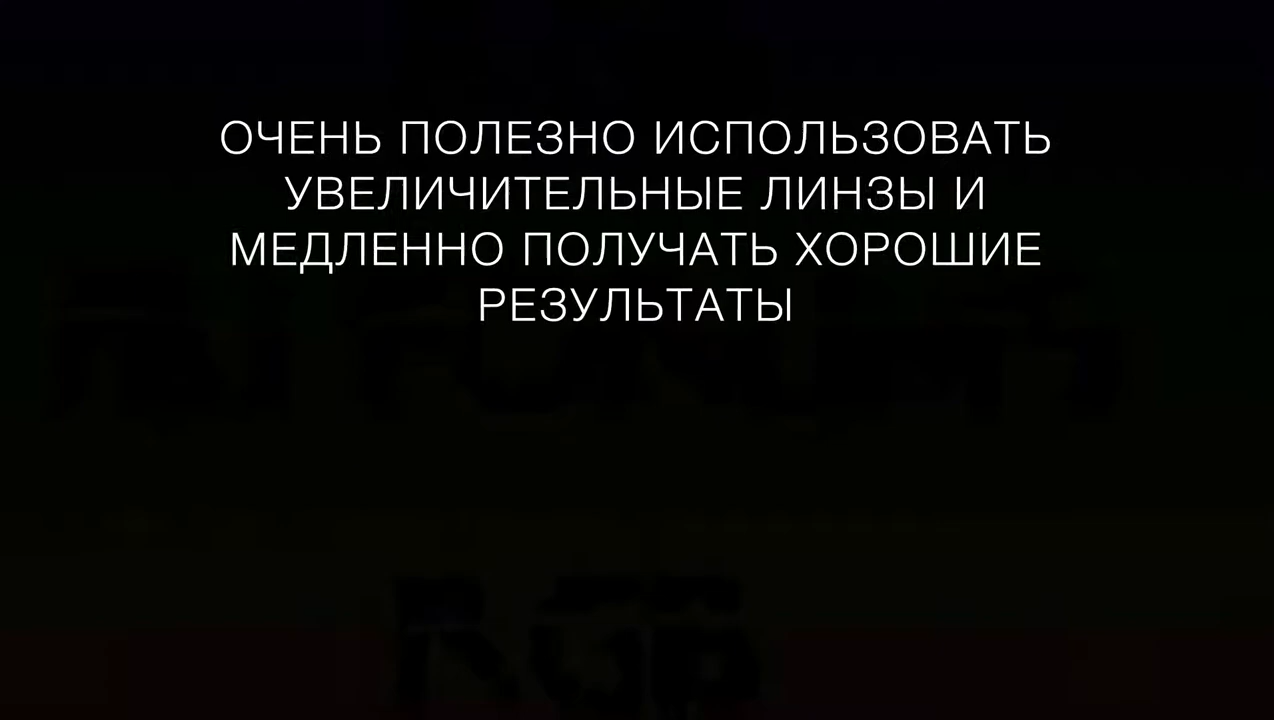 ОЧЕНЬ ПОЛЕЗНО ИСПОЛЬЗОВАТЬ
УВЕЛИЧИТЕЛЬНЫЕ ЛИНЗЫ И
МЕДЛЕННО ПОЛУЧАТЬ ХОРОШИЕ
РЕЗУЛЬТАТЫ